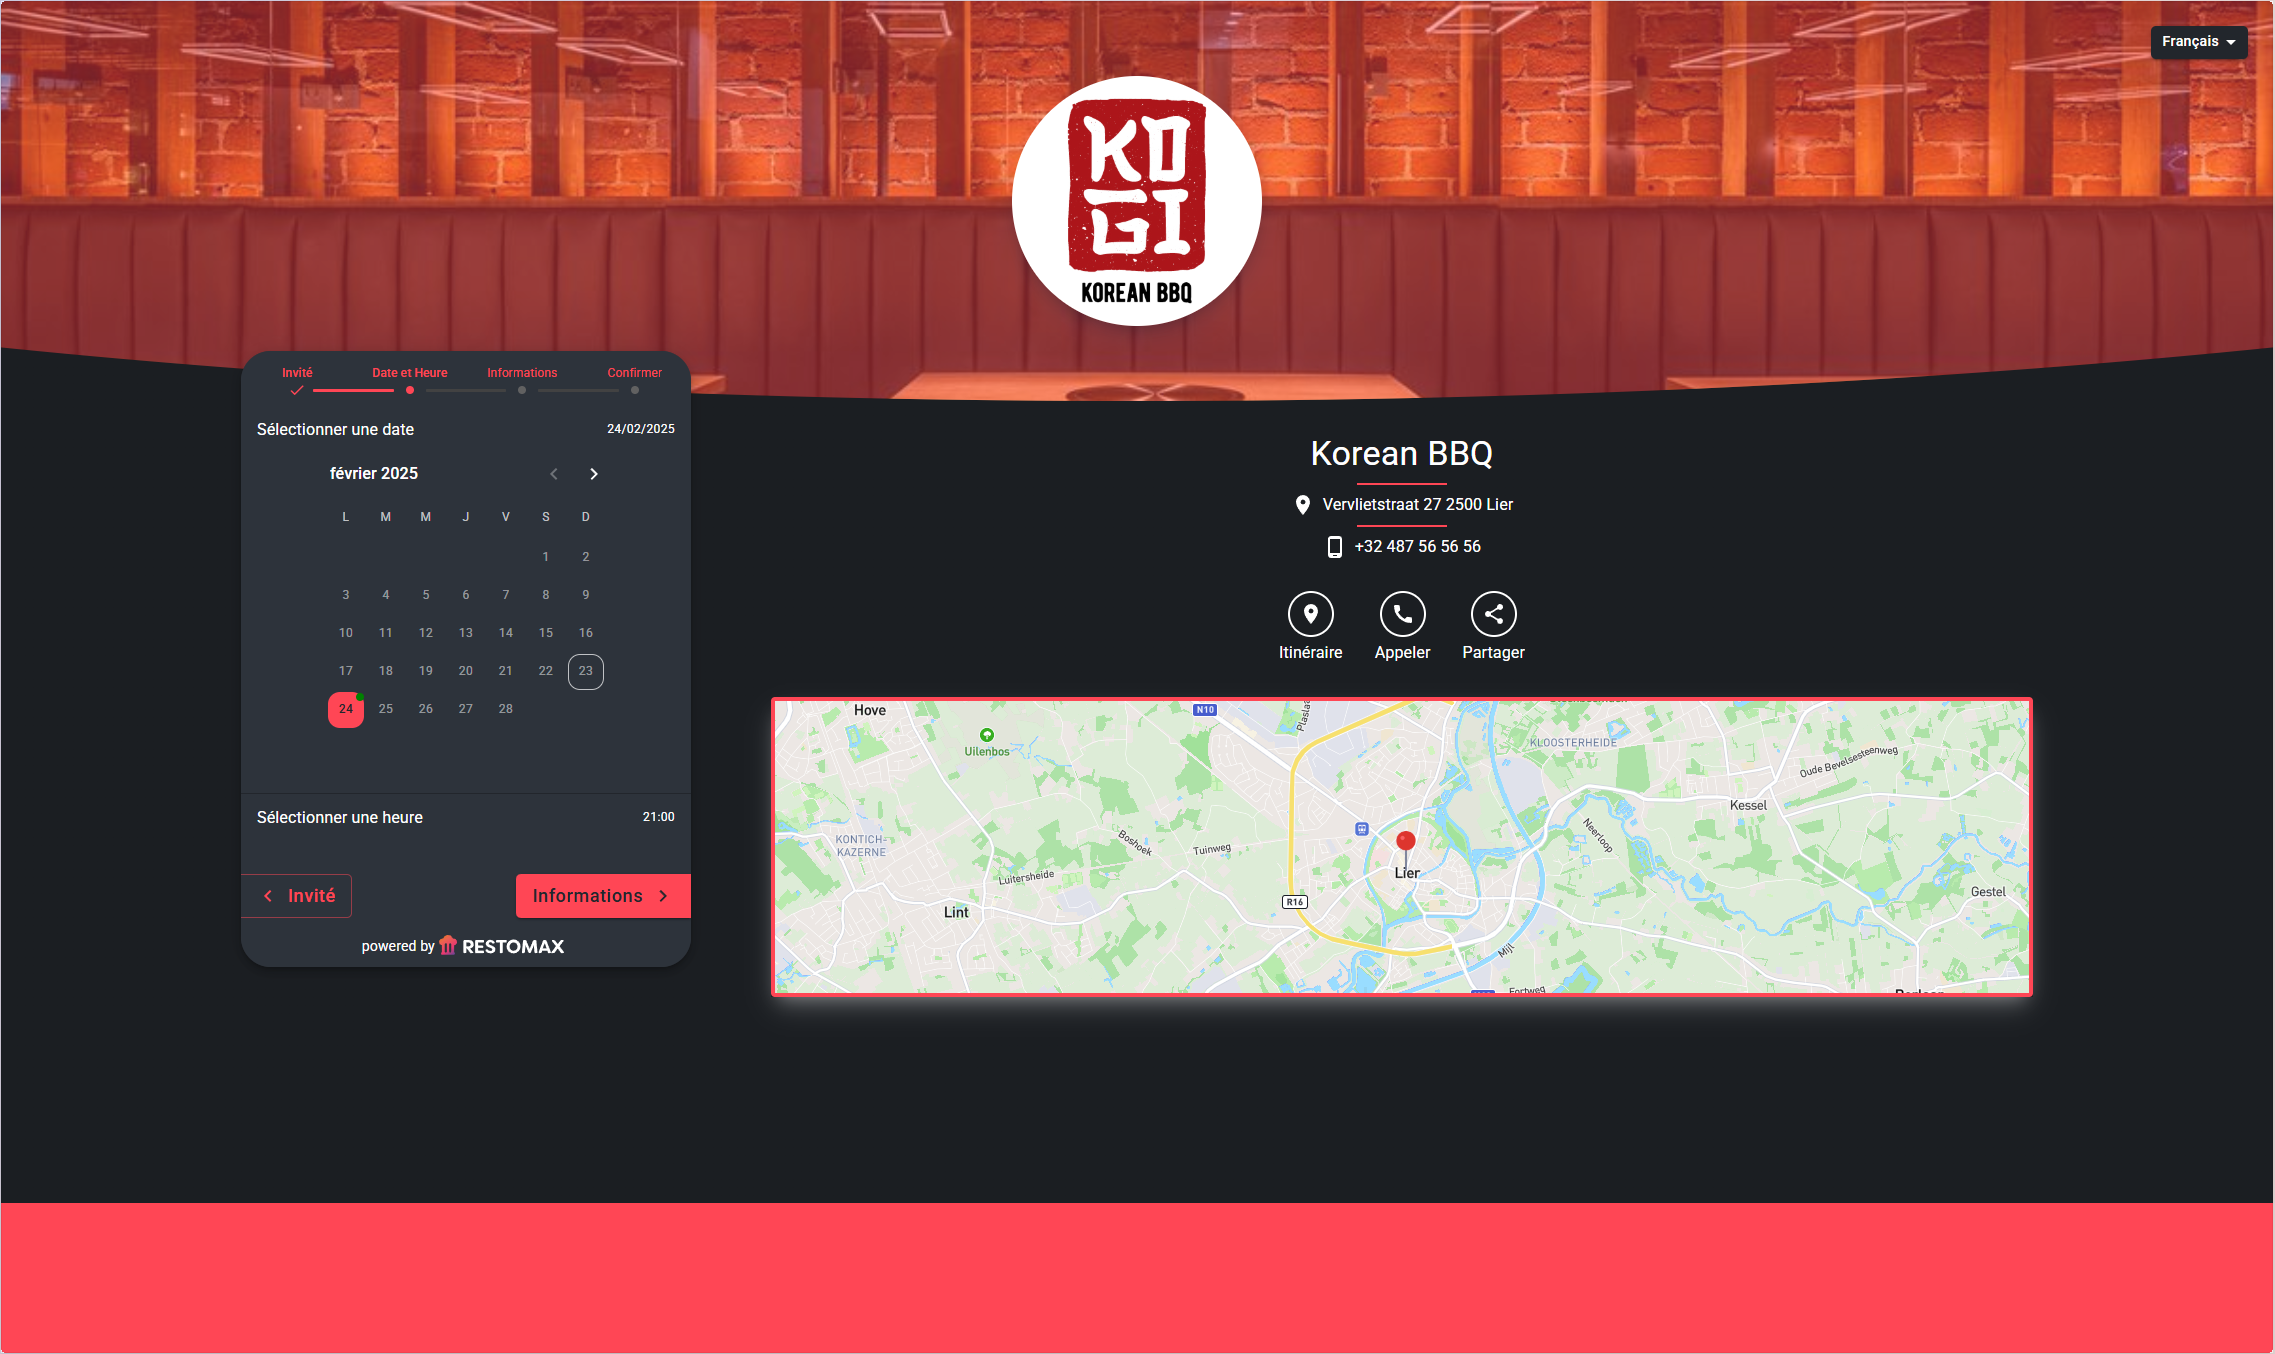 Français
KO
GI
KOREAN BBQ
Invité
Date et Heure
Informations
Confirmer
Sélectionner une date
24/02/2025
février 2025
L M M J V S D
1 2
3 4 5 6 7 8 9
10 11 12 13 14 15 16
17 18 19 20 21 22 23
24 25 26 27 28
Sélectionner une heure
21:00
Invité
Informations
powered by RESTOMAX
Korean BBQ
Vervlietstraat 27 2500 Lier
+32 487 56 56 56
Itinéraire
Appeler
Partager
Hove
N10
Uilenbos
KLOOSTERHEIDE
Oude Bevelsesteenweg
Kessel
KONTICH-
KAZERNE
Boshoek
Tuinweg
Neerloop
Luitersheide
Lier
Gestel
R16
Lint
Mijl
Fortweg